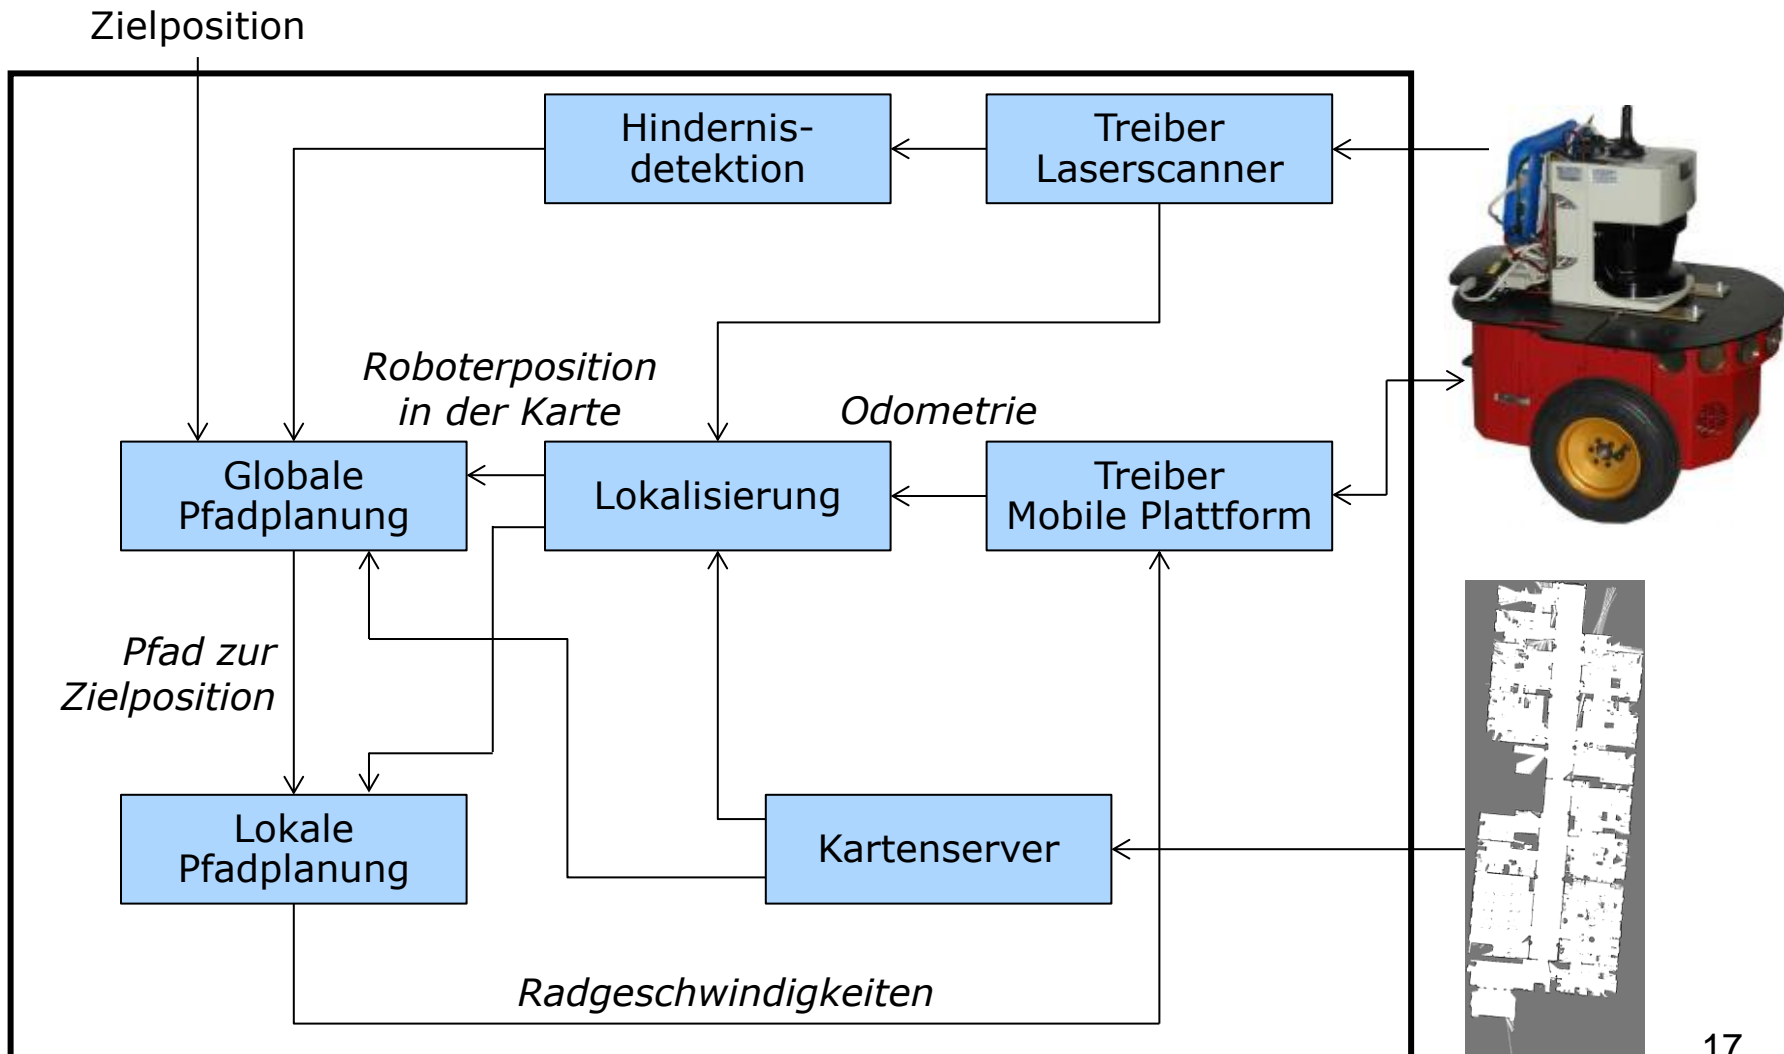 Zielposition
Hindernis-
detektion
Treiber
Laserscanner
Roboterposition
in der Karte
Odometrie
Globale
Pfadplanung
Lokalisierung
Treiber
Mobile Plattform
Pfad zur
Zielposition
Lokale
Pfadplanung
Kartenserver
Radgeschwindigkeiten
17